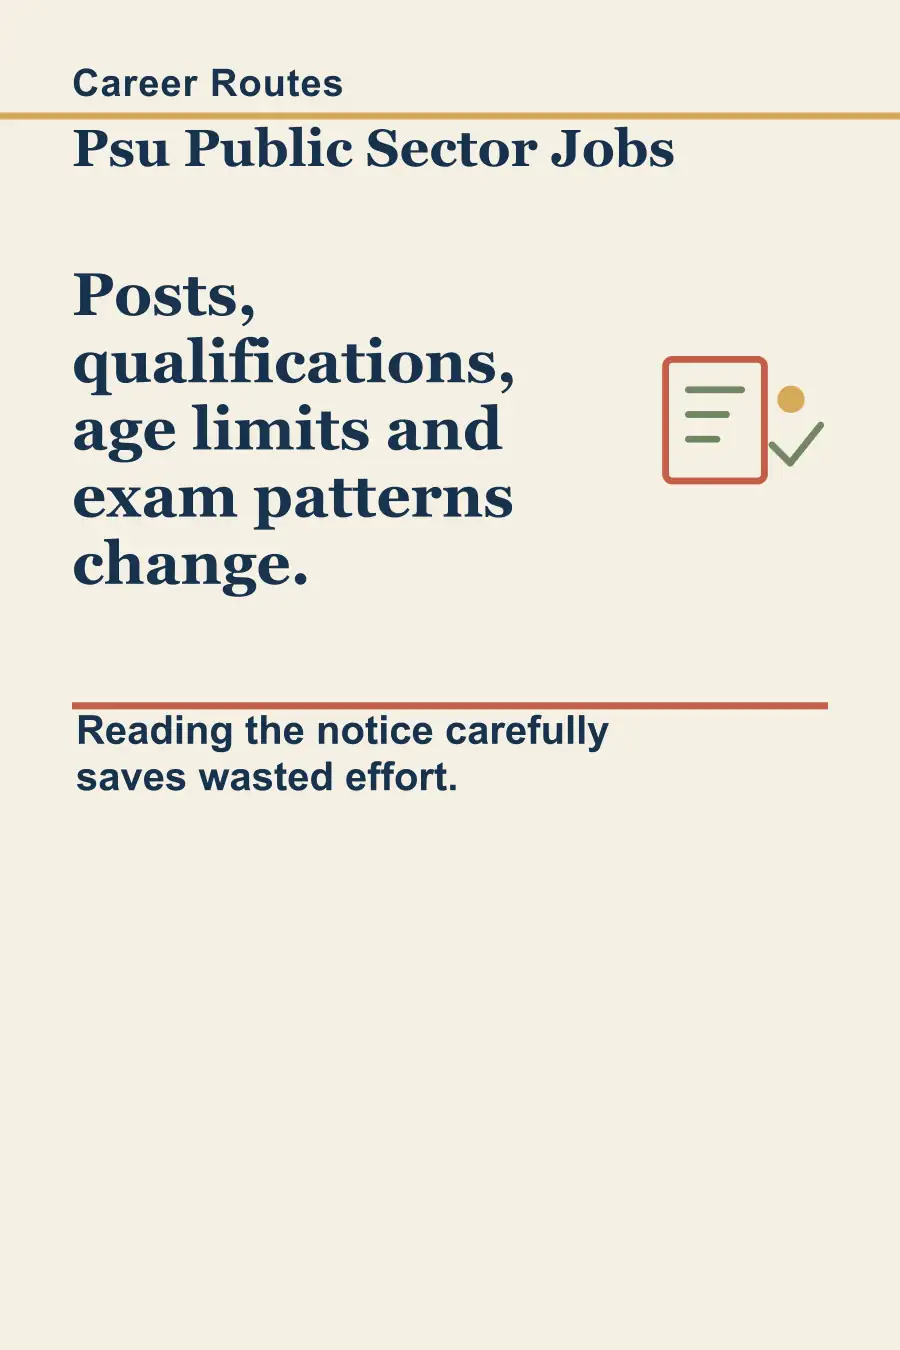 Career Routes
Psu Public Sector Jobs
Posts,
qualifications,
age limits and
exam patterns
change.
Reading the notice carefully
saves wasted effort.